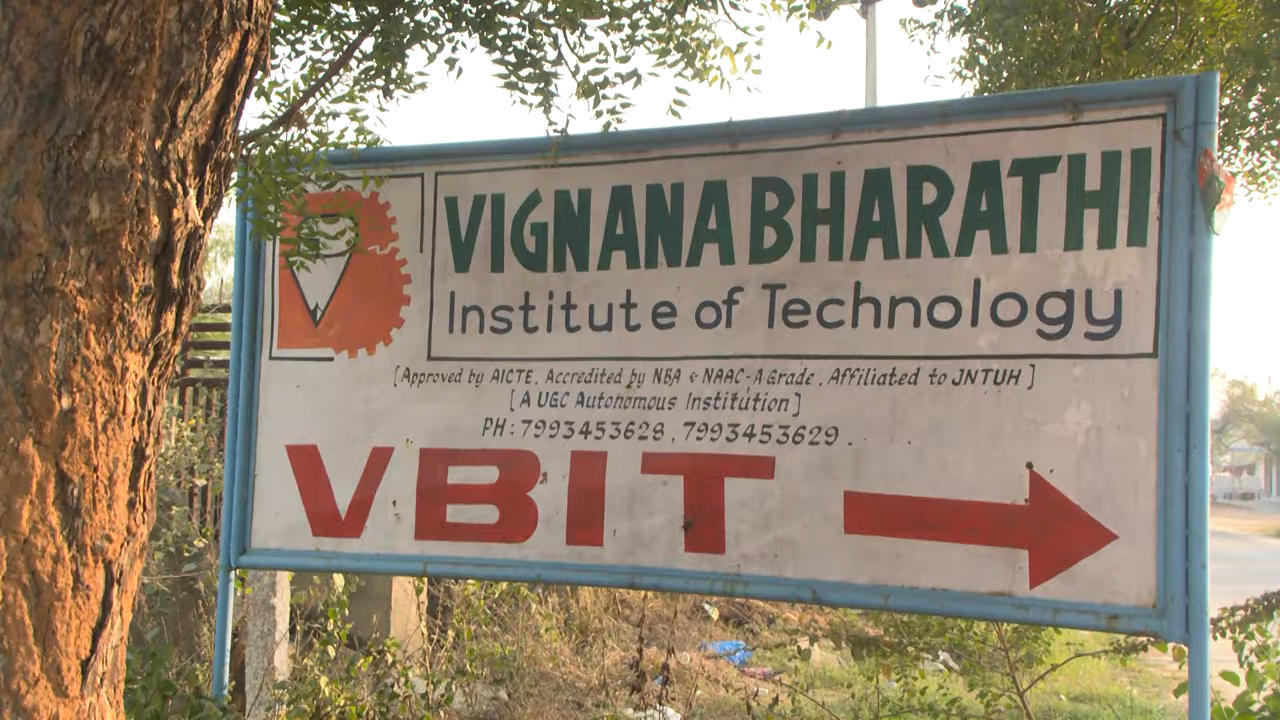 VIGNANA BHARATHI
Institute of Technology
[Approved by AICTE, Accredited by NBA & NAAC-A Grade, Affiliated to JNTUH]
[A UGC Autonomous Institution]
PH: 7993453628, 7993453629.
VBIT